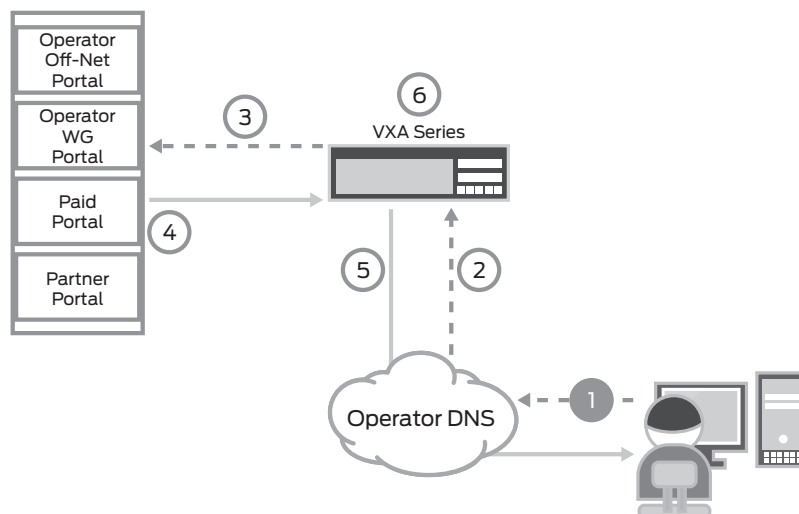 Operator
Off-Net
Portal
Operator
WG
Portal
Paid
Portal
Partner
Portal
3
4
6
VXA Series
5
2
Operator DNS
1